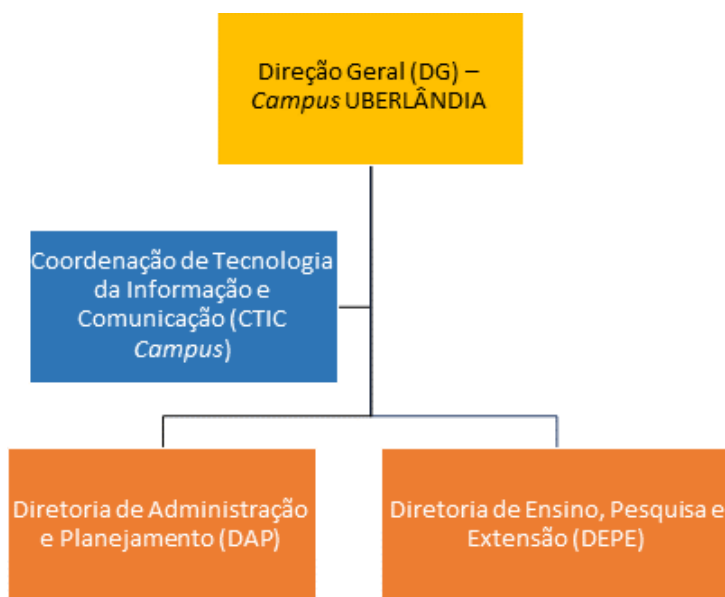 Direção Geral (DG) –
Campus UBERLÂNDIA
Coordenação de Tecnologia
da Informação e
Comunicação (CTIC
Campus)
Diretoria de Administração
e Planejamento (DAP)
Diretoria de Ensino, Pesquisa e
Extensão (DEPE)